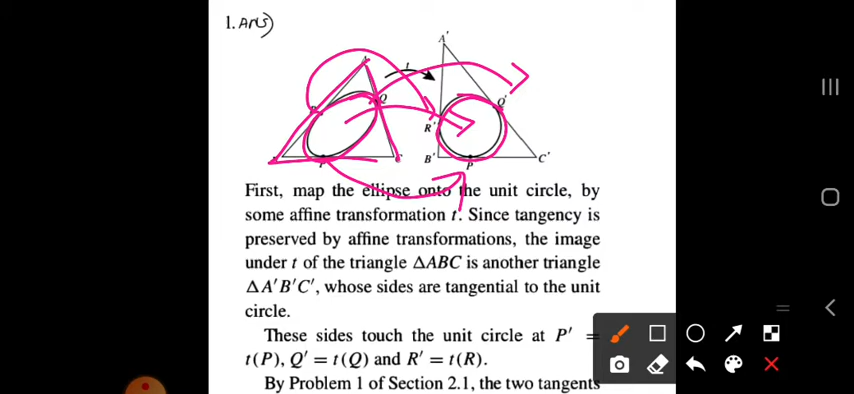 1. Ans)
A'
t
Q
Q'
R'
B'
P
C'
First, map the ellipse onto the unit circle, by
some affine transformation t. Since tangency is
preserved by affine transformations, the image
under t of the triangle ΔABC is another triangle
ΔA'B'C', whose sides are tangential to the unit
circle.
These sides touch the unit circle at P' =
t(P), Q' = t(Q) and R' = t(R).
By Problem 1 of Section 2.1, the two tangents